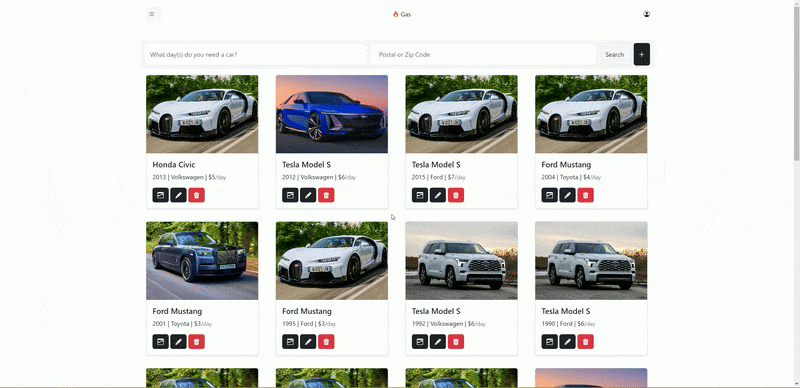 Gas
What day(s) do you need a car?
Postal or Zip Code
Search
+
Honda Civic
2013 | Volkswagen | $5/day
Tesla Model S
2012 | Volkswagen | $6/day
Tesla Model S
2015 | Ford | $7/day
Ford Mustang
2004 | Toyota | $4/day
Ford Mustang
2001 | Toyota | $3/day
Ford Mustang
1995 | Ford | $3/day
Tesla Model S
1992 | Volkswagen | $6/day
Tesla Model S
1990 | Ford | $6/day